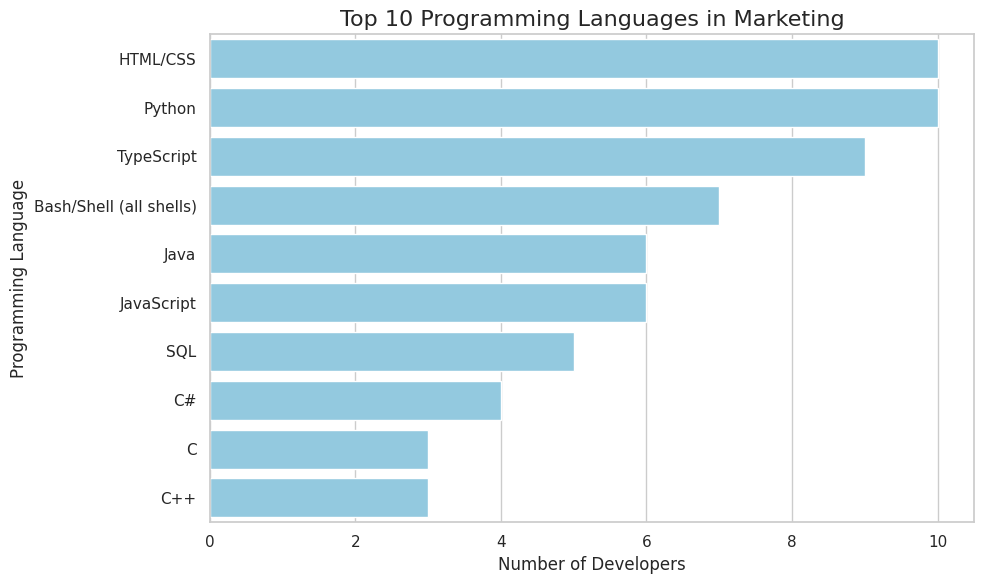 Top 10 Programming Languages in Marketing
Programming Language
HTML/CSS
Python
TypeScript
Bash/Shell (all shells)
Java
JavaScript
SQL
C#
C
C++
0 2 4 6 8 10
Number of Developers